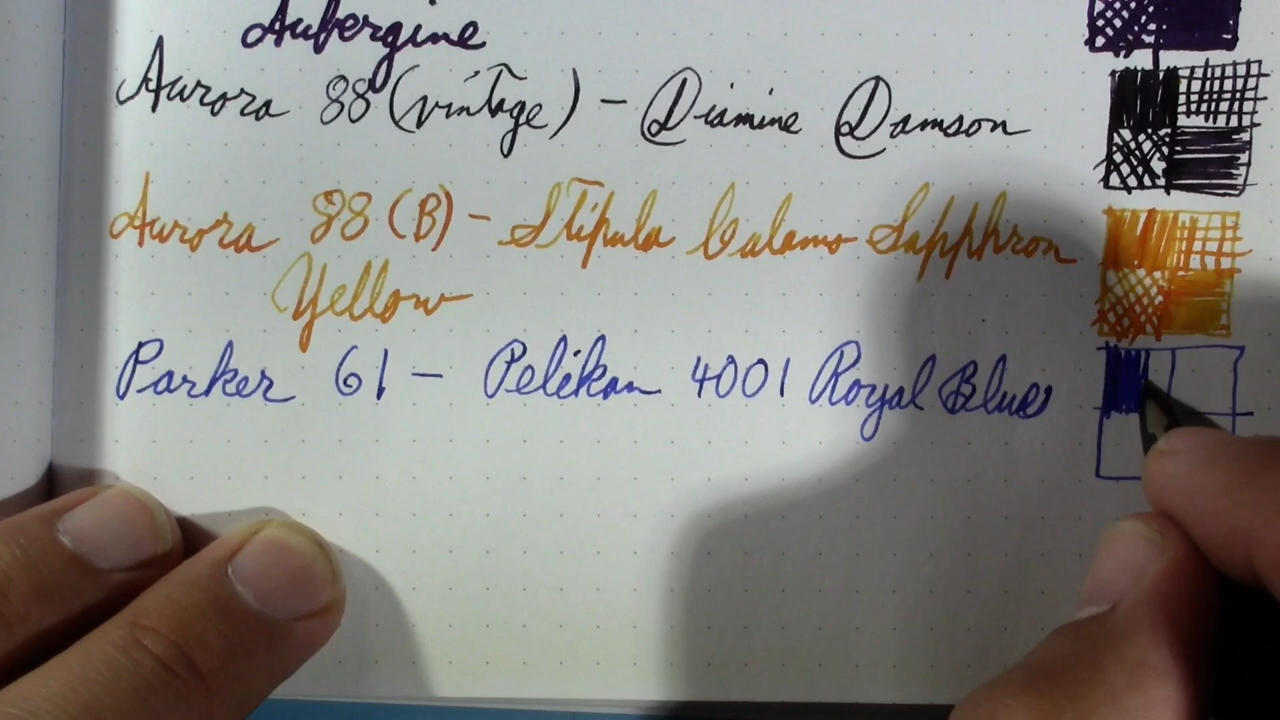 Aubergine
Aurora 88 (vintage) - Diamine Damson
Aurora 88 (B) - Stipula Calamo Sapphron
Yellow
Parker 61 - Pelikan 4001 Royal Blue